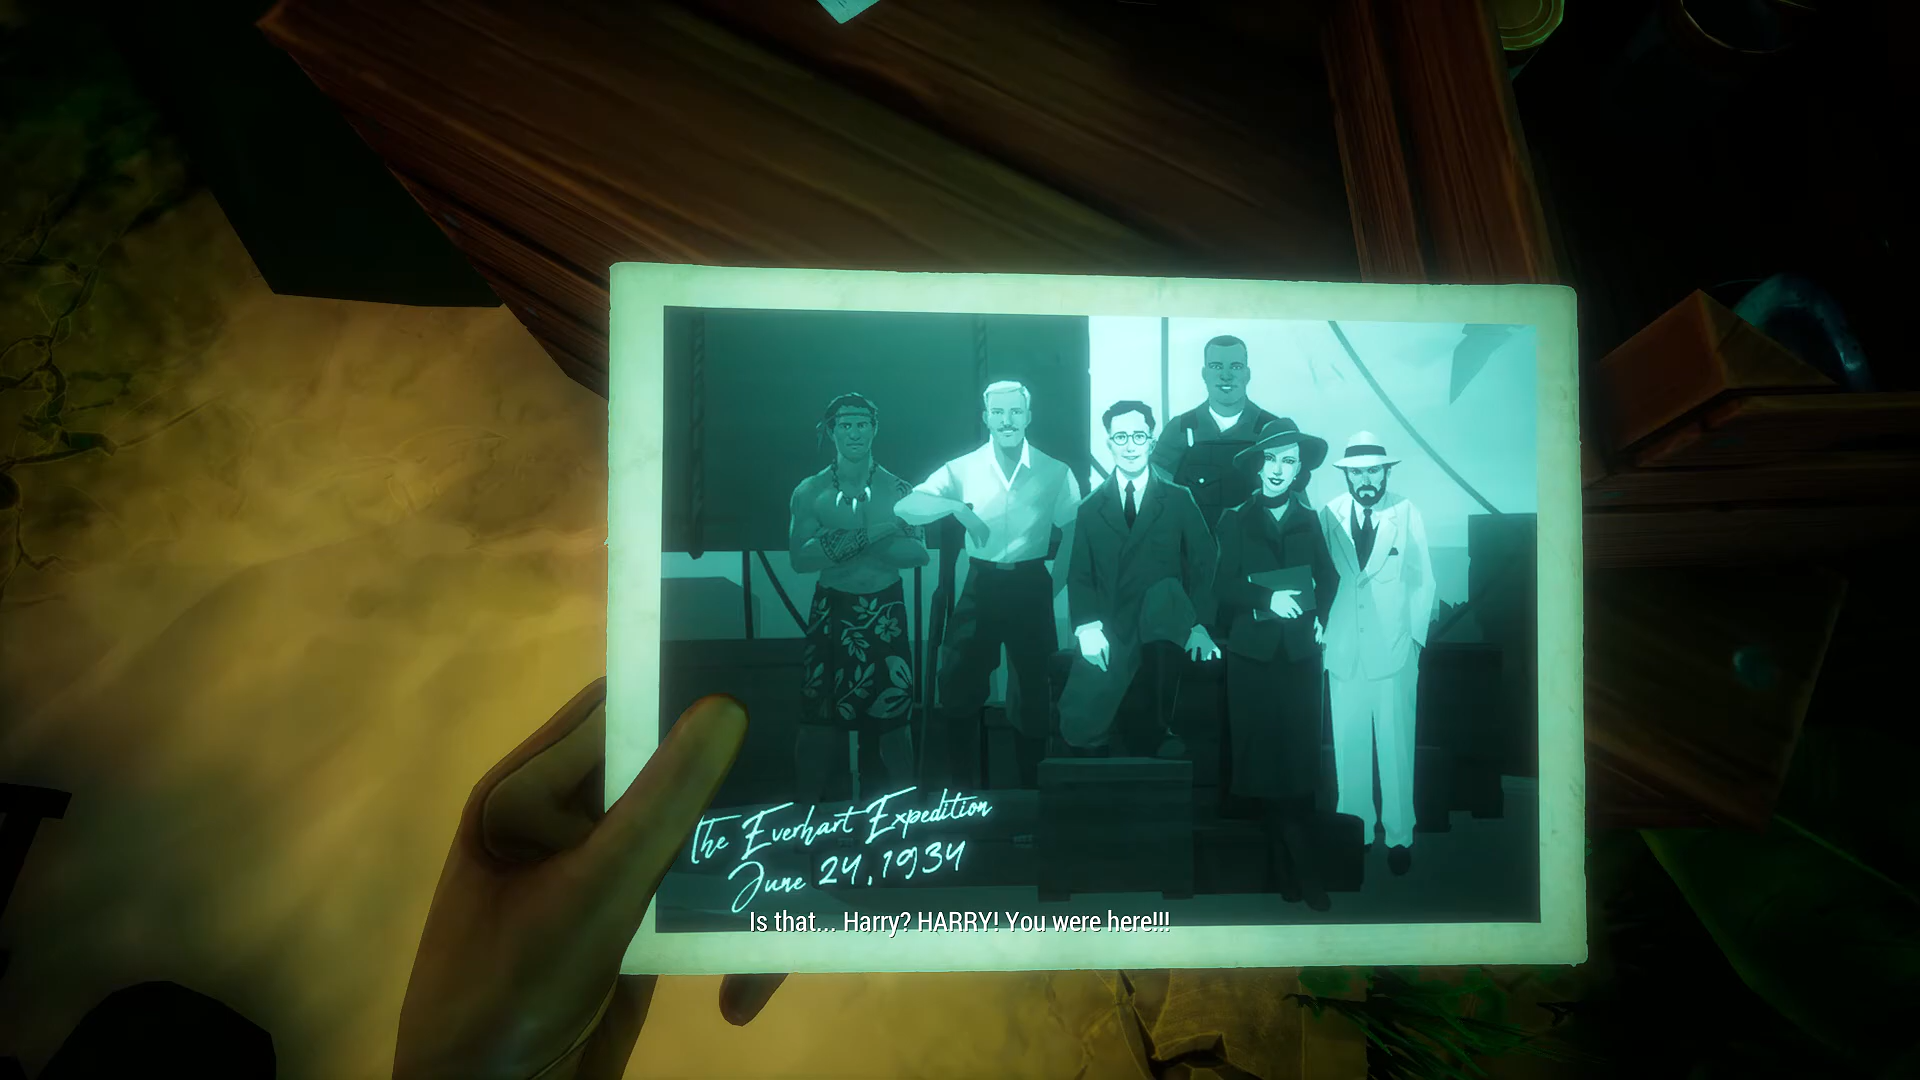 The Everhart Expedition
June 24, 1934
Is that... Harry? HARRY! You were here!!!